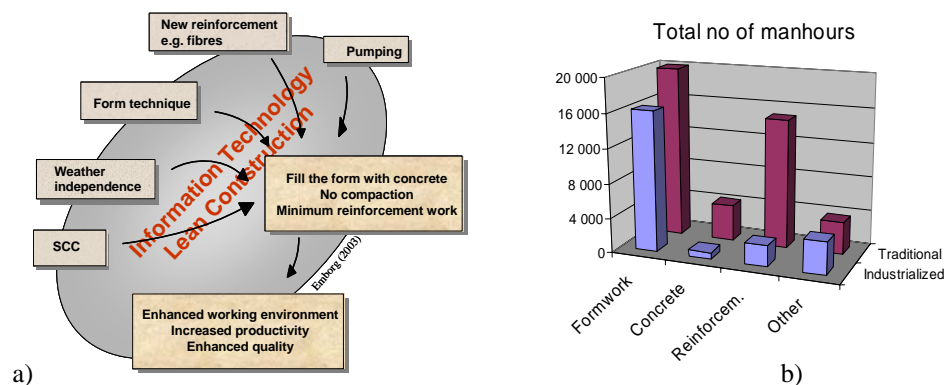 New reinforcement
e.g. fibres
Pumping
Form technique
Weather
independence
SCC
Information Technology
Lean Contstruction
Fill the form with concrete
No compaction
Minimum reinforcement work
Emborg (2003)
Enhanced working environment
Increased productivity
Enhanced quality
a)
Total no of manhours
20 000
16 000
12 000
8 000
4 000
0
Formwork
Concrete
Reinforcem.
Other
Traditional
Industrialized
b)